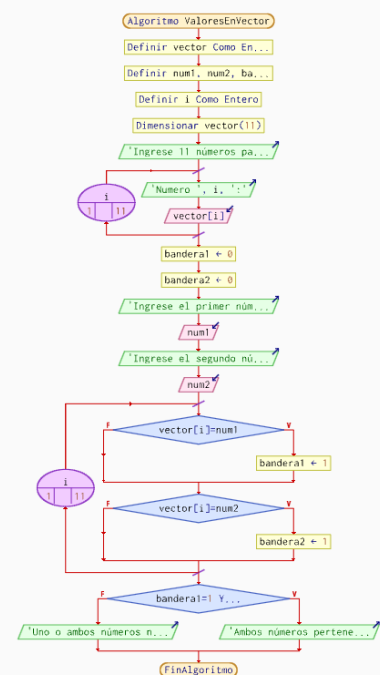 Algoritmo ValoresEnVector
Definir vector Como En...
Definir num1, num2, ba...
Definir i Como Entero
Dimensionar vector(11)
'Ingrese 11 números pa...
i
1 11
'Numero ', i, ':'
vector[i]
bandera1 ← 0
bandera2 ← 0
'Ingrese el primer núm...
num1
'Ingrese el segundo nú...
num2
i
1 11
F vector[i]=num1 V
bandera1 ← 1
F vector[i]=num2 V
bandera2 ← 1
F bandera1=1 Y... V
'Uno o ambos números n...
'Ambos números pertene...
FinAlgoritmo